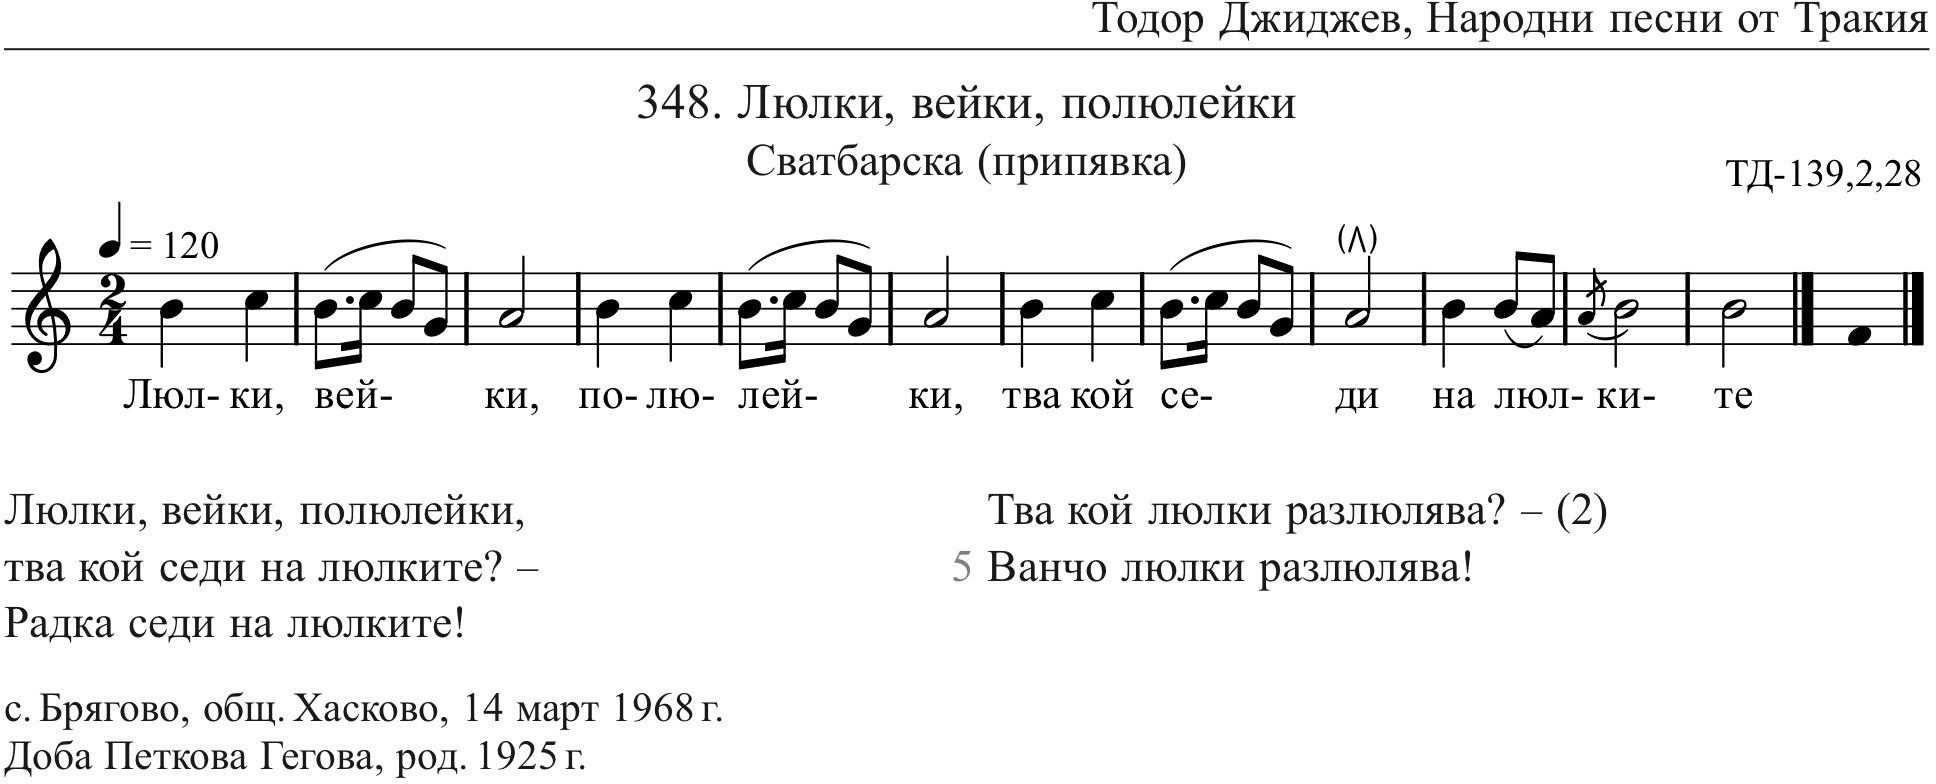 Тодор Джиджев, Народни песни от Тракия
348. Люлки, вейки, полюлейки
Сватбарска (припявка)
ТД-139,2,28
= 120
2
4
(Λ)
Люл- ки, вей- ки, по- лю- лей- ки, тва кой се- ди на люл- ки- те
Люлки, вейки, полюлейки,
тва кой седи на люлките? –
Радка седи на люлките!
Тва кой люлки разлюлява? – (2)
5 Ванчо люлки разлюлява!
с. Брягово, общ. Хасково, 14 март 1968 г.
Доба Петкова Гегова, род. 1925 г.